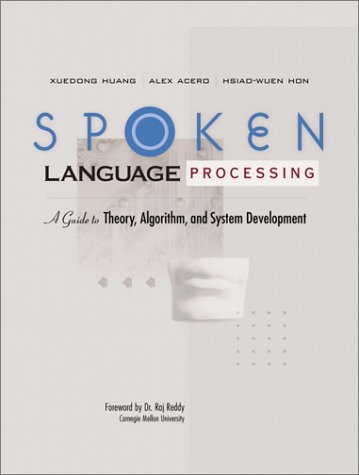 XUEDONG HUANG | ALEX ACERO | HSIAO-WUEN HON
SPOKEN
LANGUAGE PROCESSING
A Guide to Theory, Algorithm, and System Development
Foreword by Dr. Raj Reddy
Carnegie Mellon University